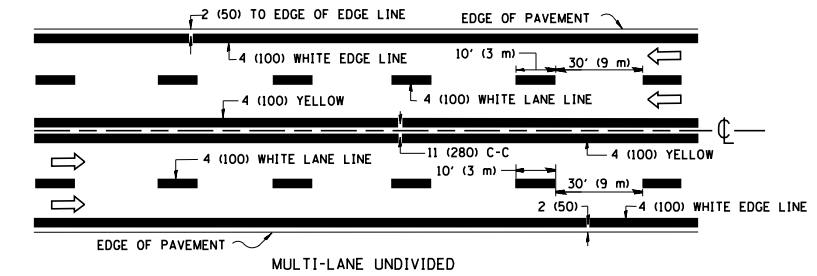 2 (50) TO EDGE OF EDGE LINE
EDGE OF PAVEMENT
4 (100) WHITE EDGE LINE
10' (3 m)
30' (9 m)
4 (100) YELLOW
4 (100) WHITE LANE LINE
℄
4 (100) WHITE LANE LINE
11 (280) C-C
4 (100) YELLOW
10' (3 m)
30' (9 m)
2 (50)
4 (100) WHITE EDGE LINE
EDGE OF PAVEMENT
MULTI-LANE UNDIVIDED